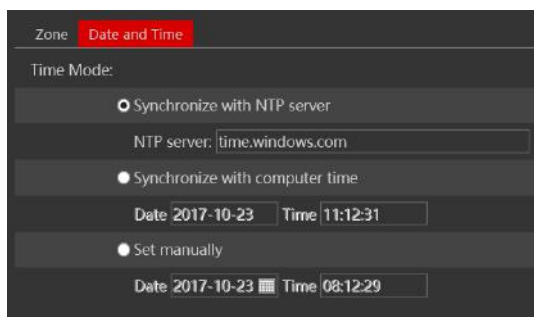 Zone Date and Time
Time Mode:
Synchronize with NTP server
NTP server: time.windows.com
Synchronize with computer time
Date 2017-10-23 Time 11:12:31
Set manually
Date 2017-10-23 Time 08:12:29